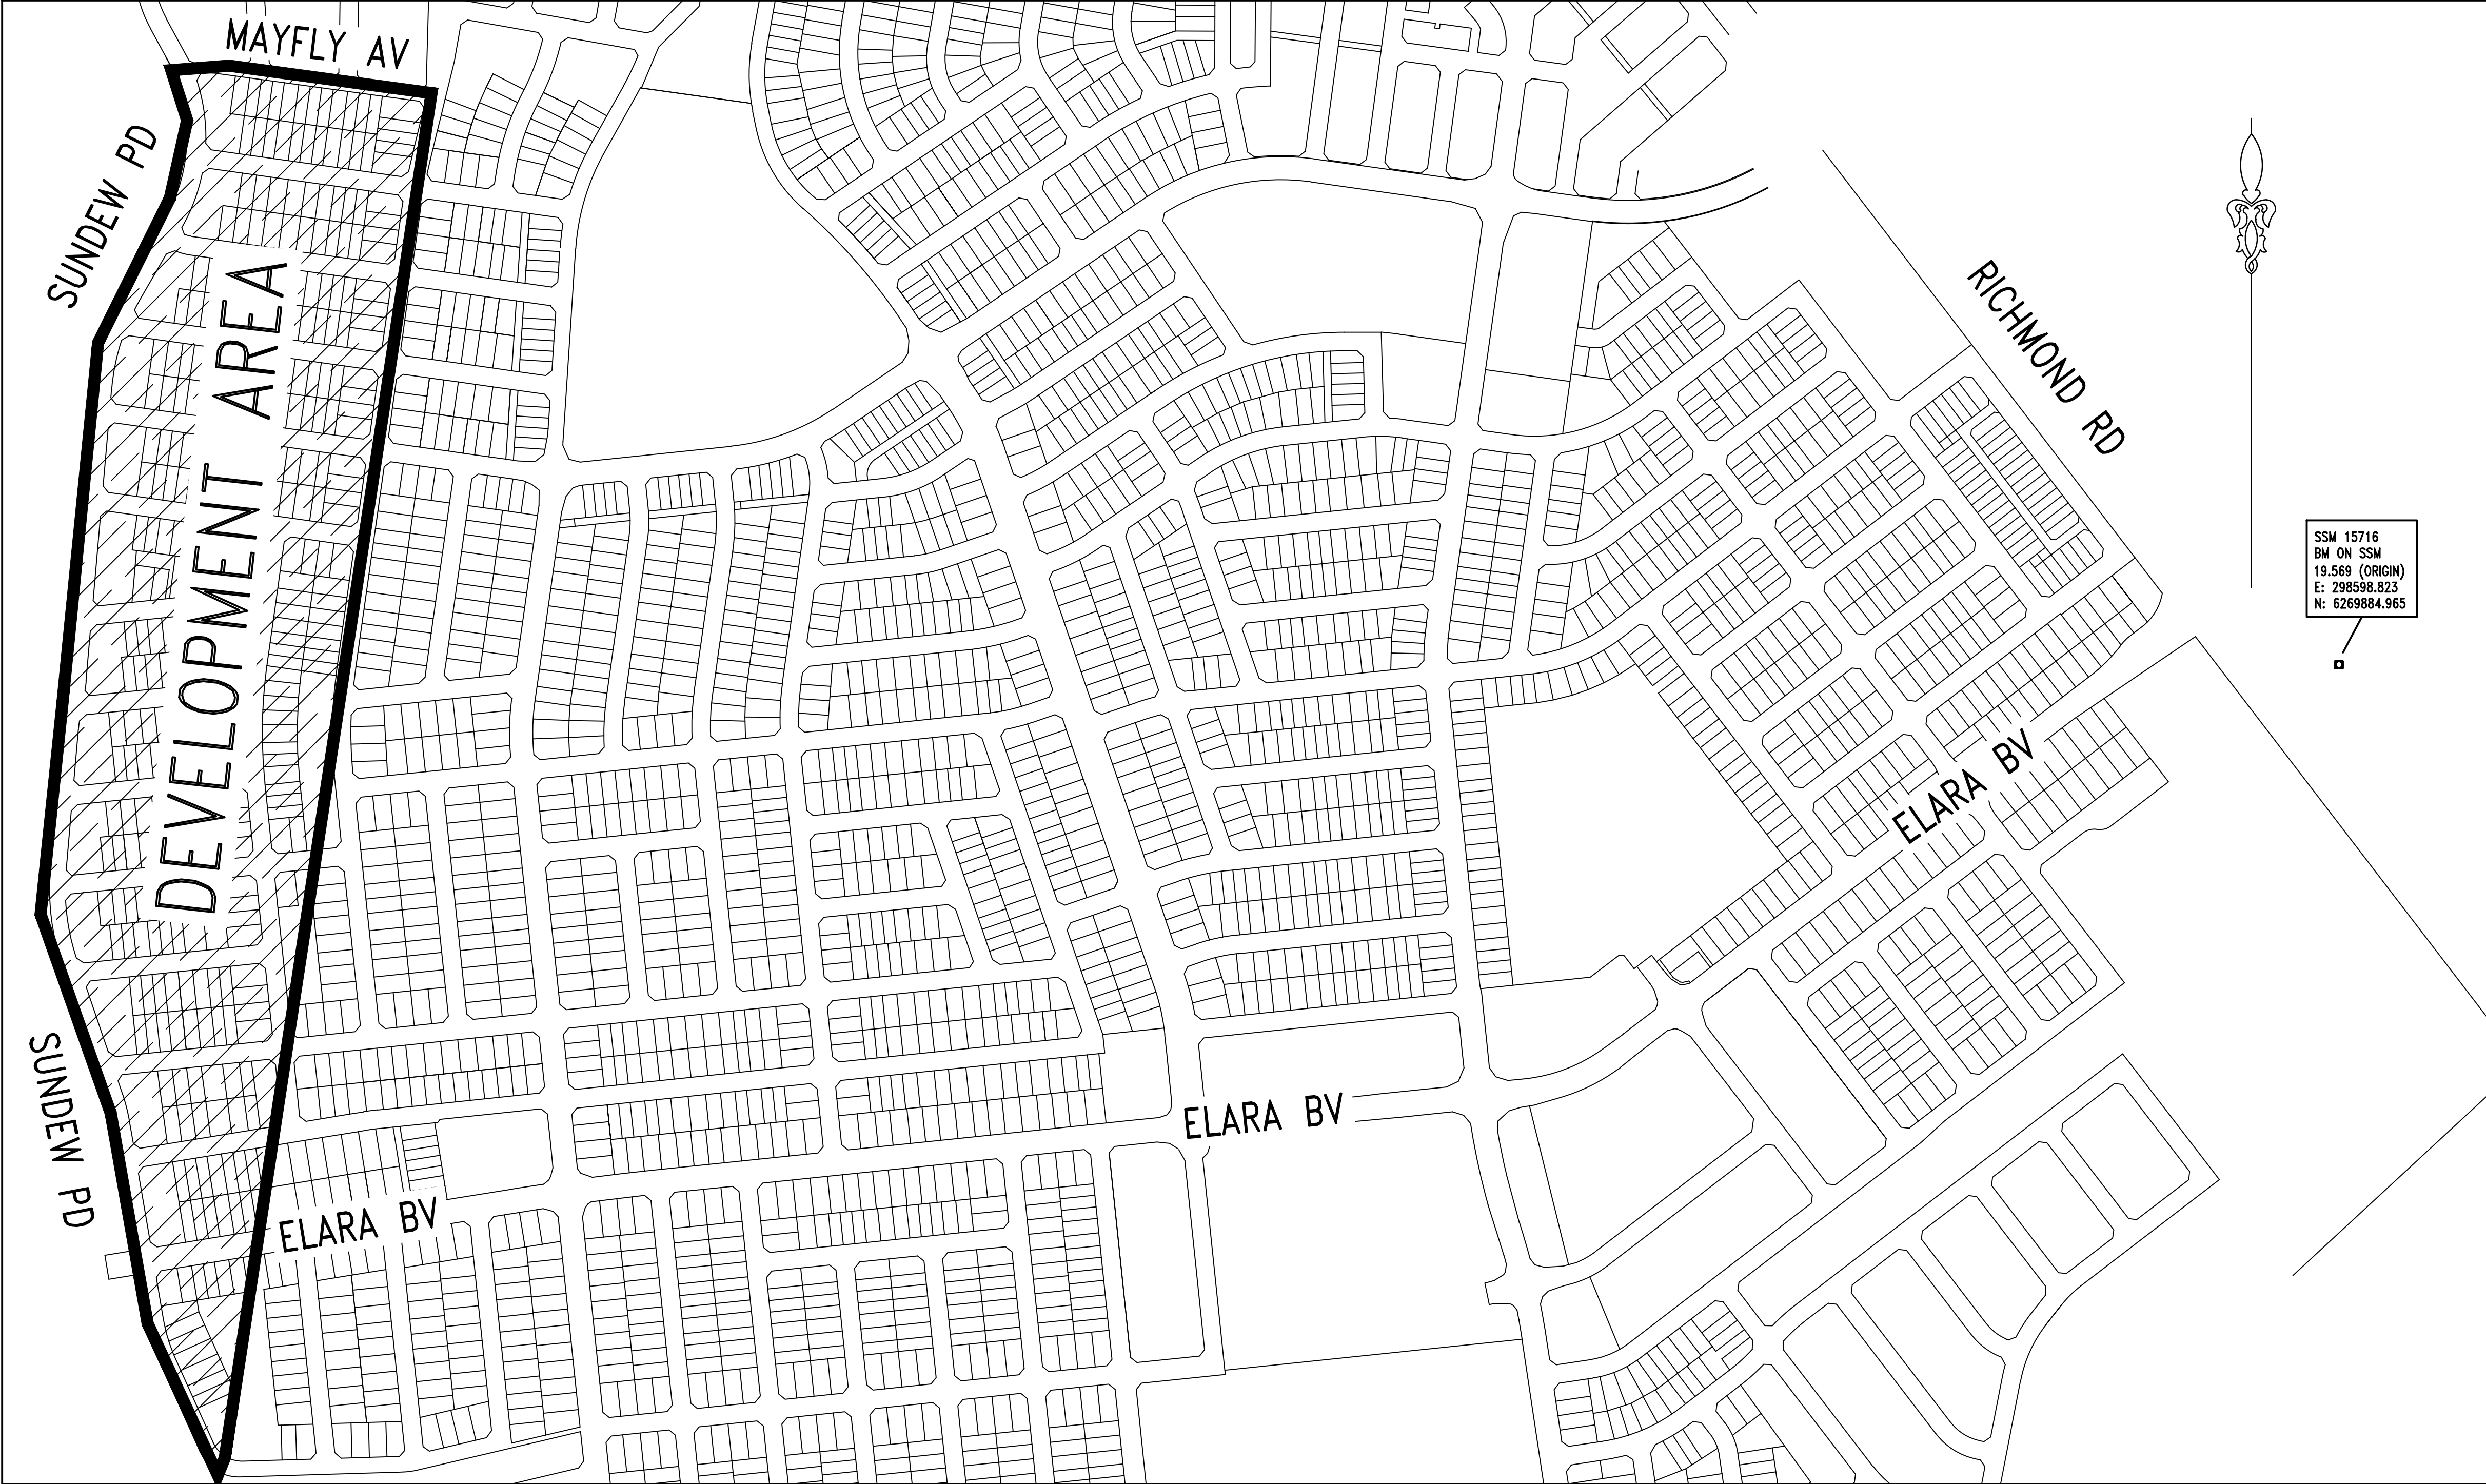 MAYFLY AV
SUNDEW PD
DEVELOPMENT AREA
RICHMOND RD
SSM 15716
BM ON SSM
19.569 (ORIGIN)
E: 298598.823
N: 6269884.965
ELARA BV
SUNDEW PD
ELARA BV
ELARA BV